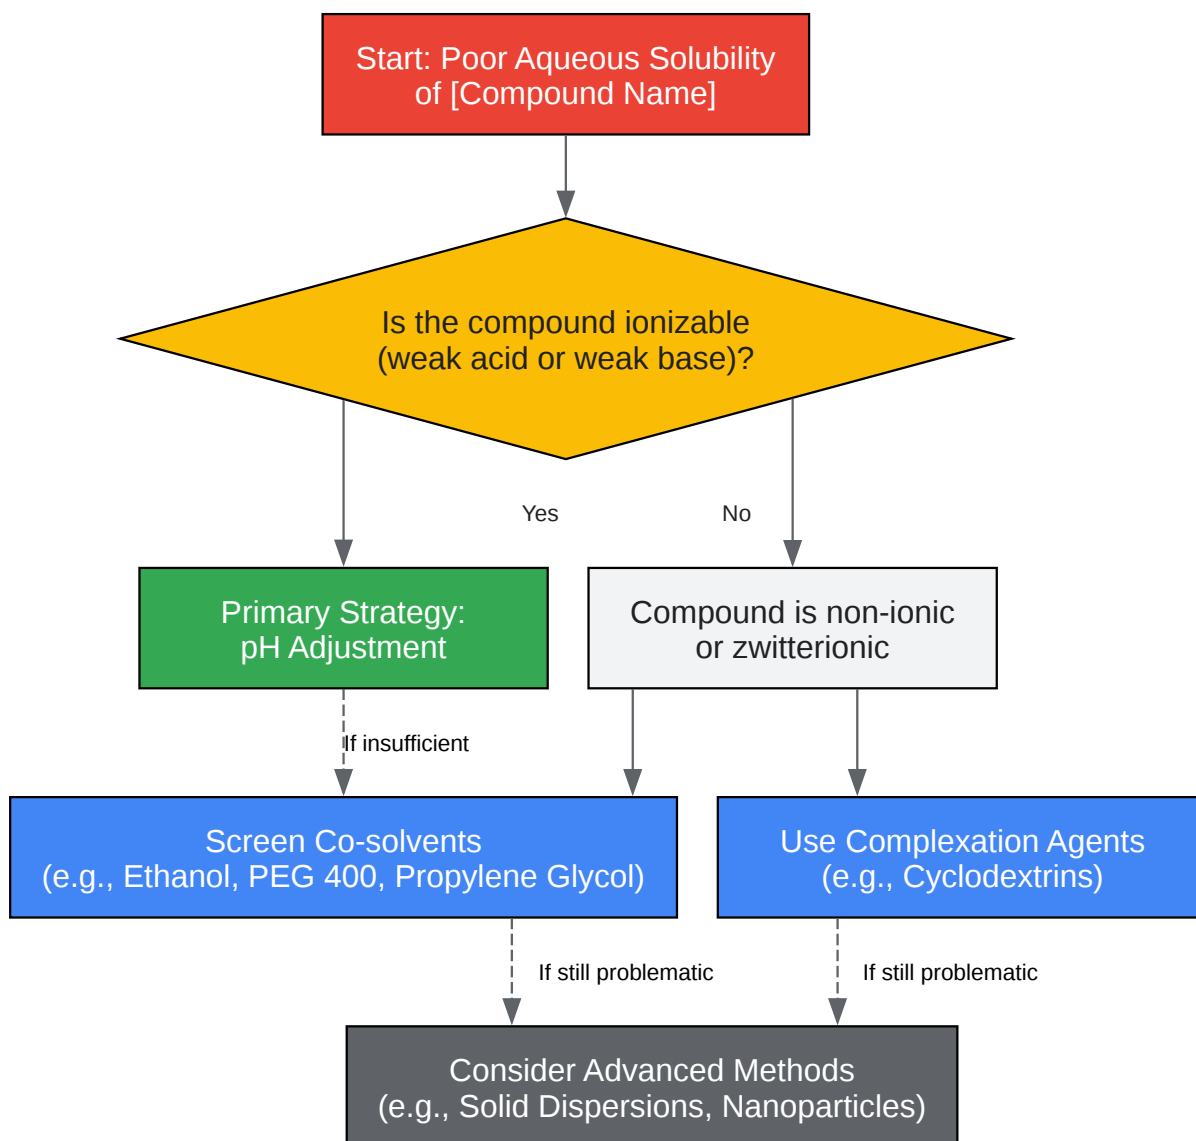 Start: Poor Aqueous Solubility
of [Compound Name]
Is the compound ionizable
(weak acid or weak base)?
Yes
No
Primary Strategy:
pH Adjustment
Compound is non-ionic
or zwitterionic
If insufficient
Screen Co-solvents
(e.g., Ethanol, PEG 400, Propylene Glycol)
Use Complexation Agents
(e.g., Cyclodextrins)
If still problematic
If still problematic
Consider Advanced Methods
(e.g., Solid Dispersions, Nanoparticles)